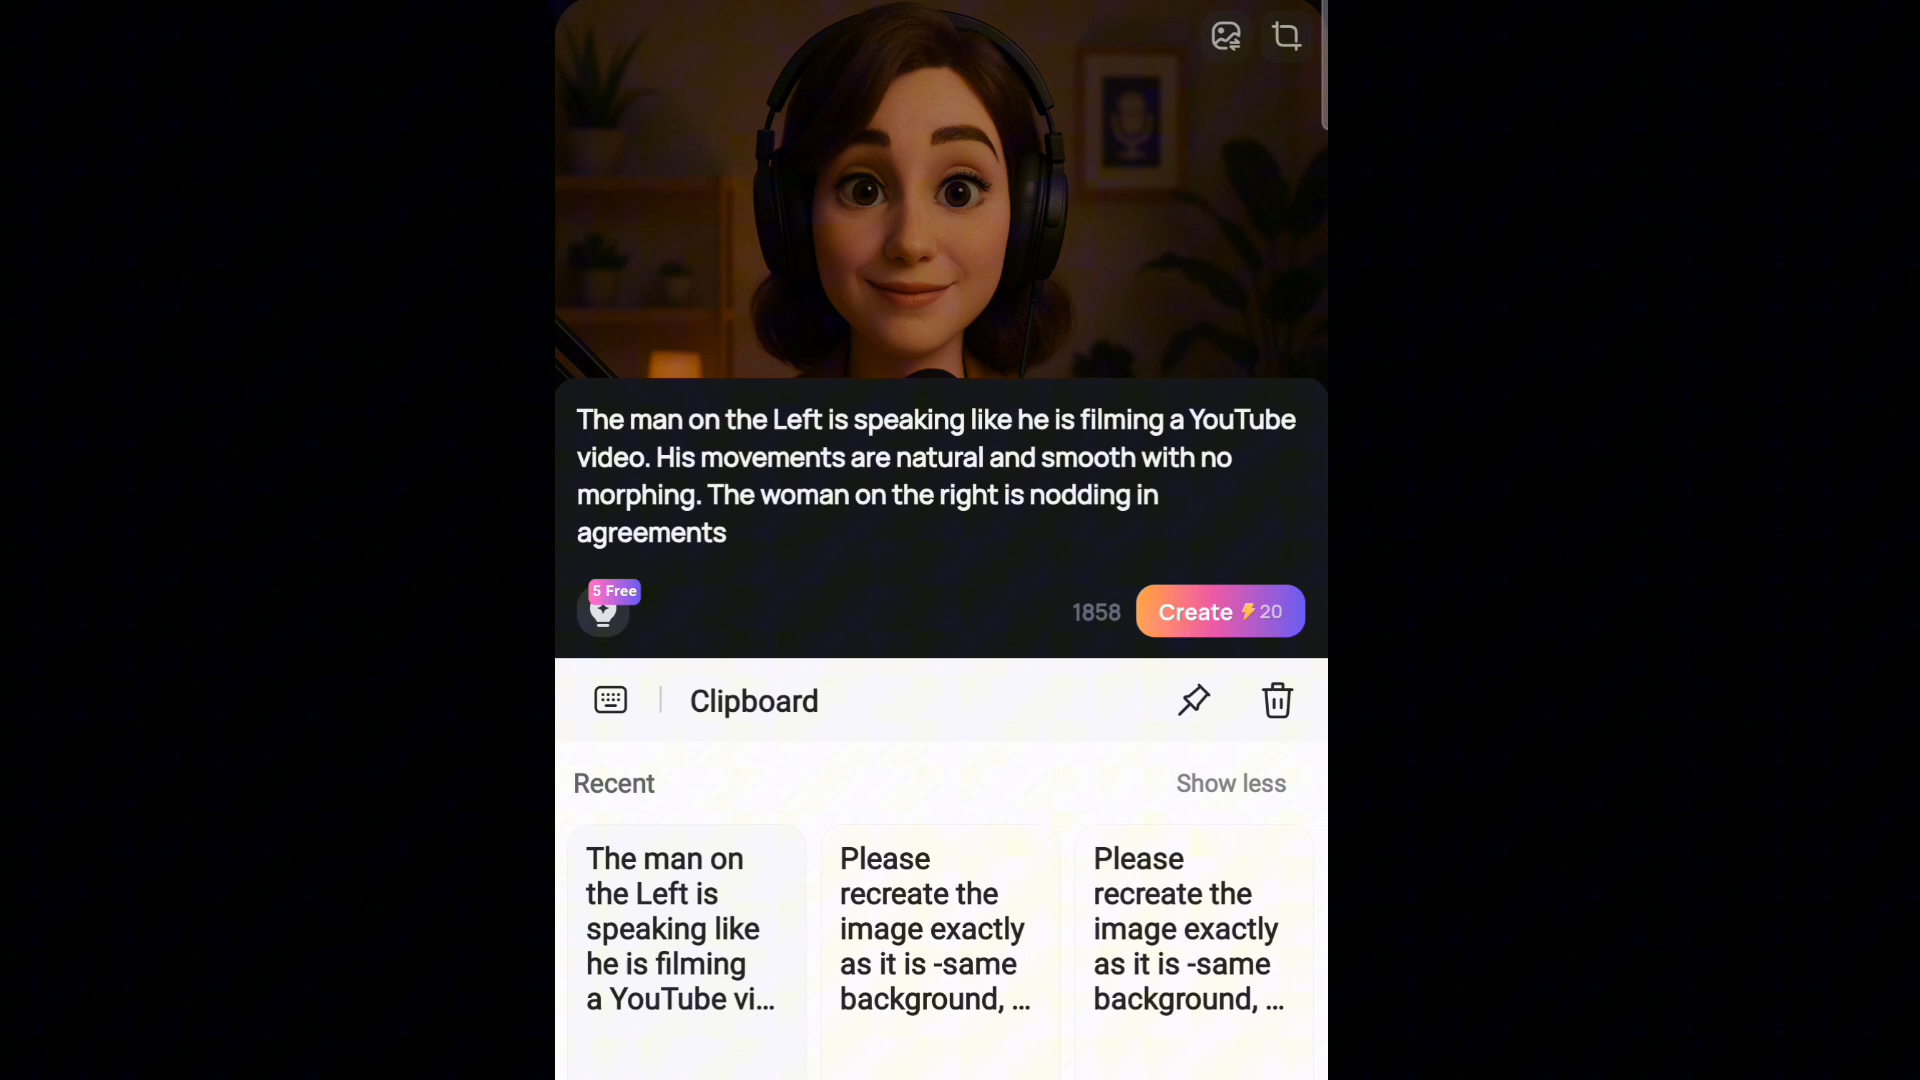 The man on the Left is speaking like he is filming a YouTube
video. His movements are natural and smooth with no
morphing. The woman on the right is nodding in
agreements
5 Free
1858
Create 20
Clipboard
Recent
Show less
The man on
the Left is
speaking like
he is filming
a YouTube vi...
Please
recreate the
image exactly
as it is -same
background, ...
Please
recreate the
image exactly
as it is -same
background, ...